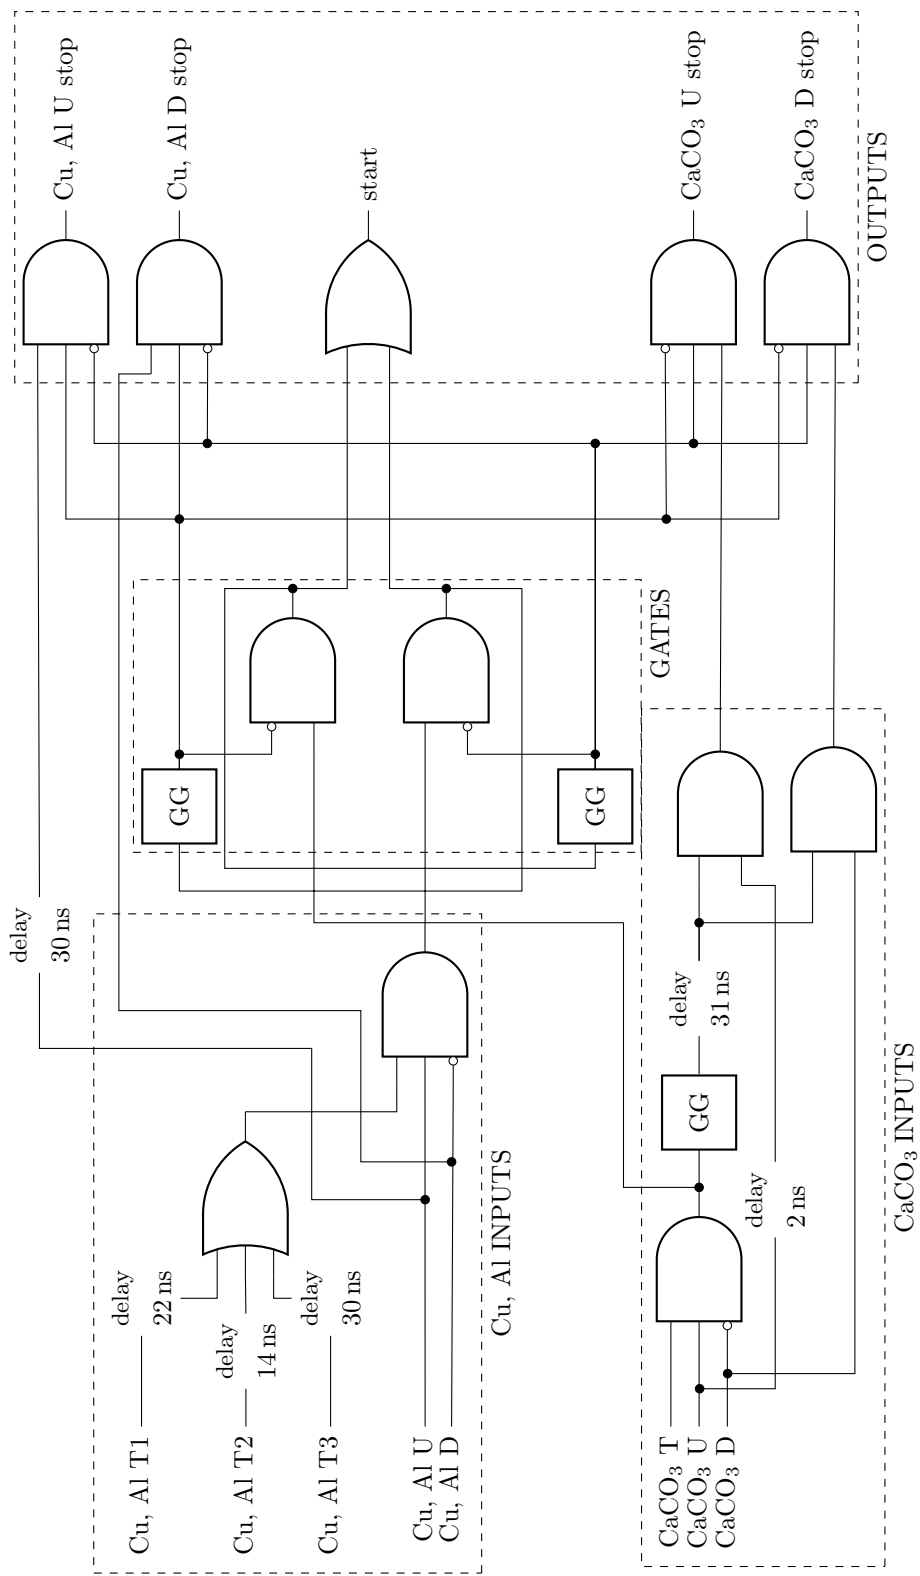 Cu, Al T1
Cu, Al T2
Cu, Al T3
Cu, Al U
Cu, Al D
delay
22 ns
delay
14 ns
delay
30 ns
Cu, Al INPUTS
delay
30 ns
CaCO₃ T
CaCO₃ U
CaCO₃ D
GG
delay
31 ns
delay
2 ns
CaCO₃ INPUTS
GG
GG
GATES
Cu, Al U stop
Cu, Al D stop
start
CaCO₃ U stop
CaCO₃ D stop
OUTPUTS